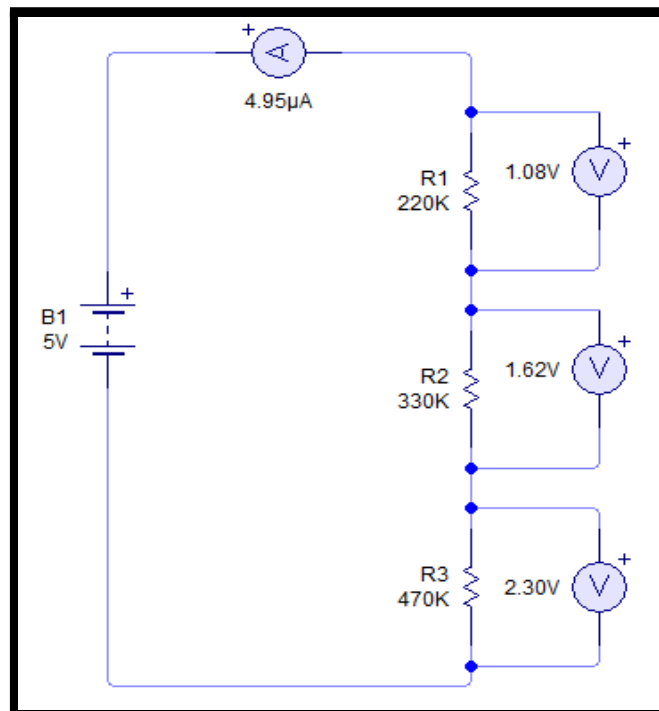 +
A
4.95µA
+
R1
220K
1.08V
V
+
B1
5V
+
R2
330K
1.62V
V
+
R3
470K
2.30V
V